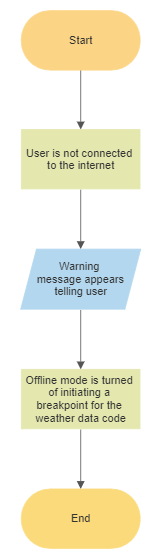 Start
User is not connected
to the internet
Warning
message appears
telling user
Offline mode is turned
of initiating a
breakpoint for the
weather data code
End